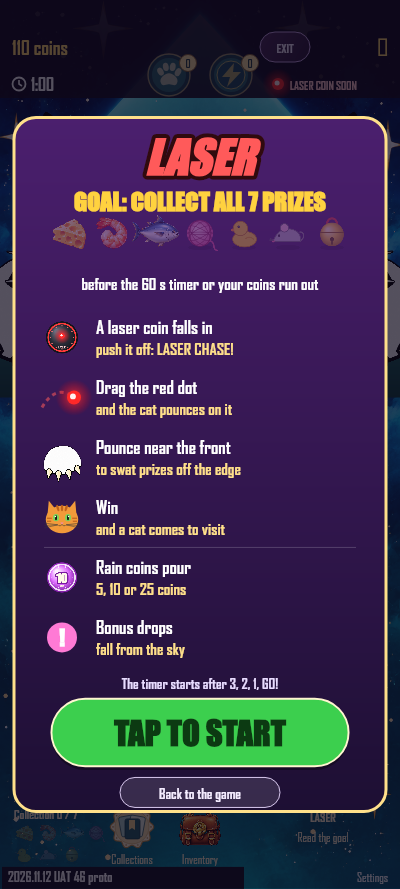 110 coins
0
0
EXIT
1:00
LASER COIN SOON
LASER
GOAL: COLLECT ALL 7 PRIZES
before the 60 s timer or your coins run out
A laser coin falls in
push it off: LASER CHASE!
Drag the red dot
and the cat pounces on it
Pounce near the front
to swat prizes off the edge
Win
and a cat comes to visit
10
Rain coins pour
5, 10 or 25 coins
!
Bonus drops
fall from the sky
The timer starts after 3, 2, 1, GO!
TAP TO START
Back to the game
Collection 0 / 7
LASER
Read the goal
Collections
Inventory
2026.11.12 UAT 46 proto
Settings